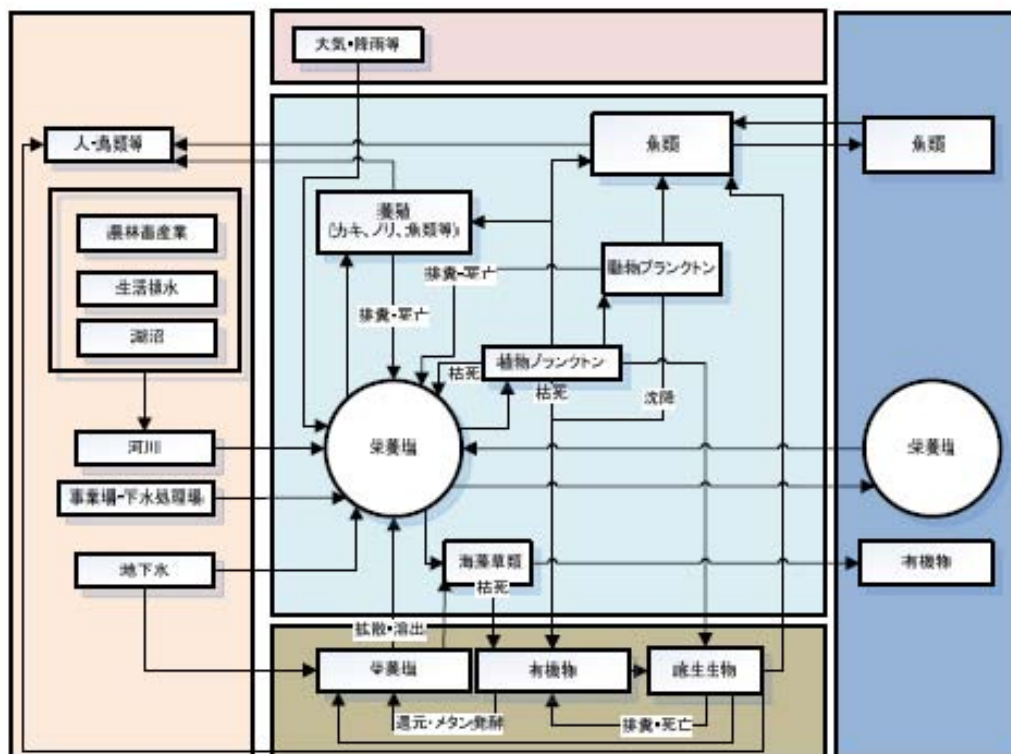 大気・降雨等
人・鳥類等
魚類
魚類
養殖
(カキ、ノリ、魚類等)
農林畜産業
動物プランクトン
排糞・死亡
生活排水
排糞・死亡
湖沼
植物プランクトン
枯死
枯死
沈降
河川
栄養塩
栄養塩
事業場・下水処理場
地下水
海藻草類
有機物
枯死
拡散・溶出
栄養塩
有機物
底生生物
還元・メタン発酵
排糞・死亡